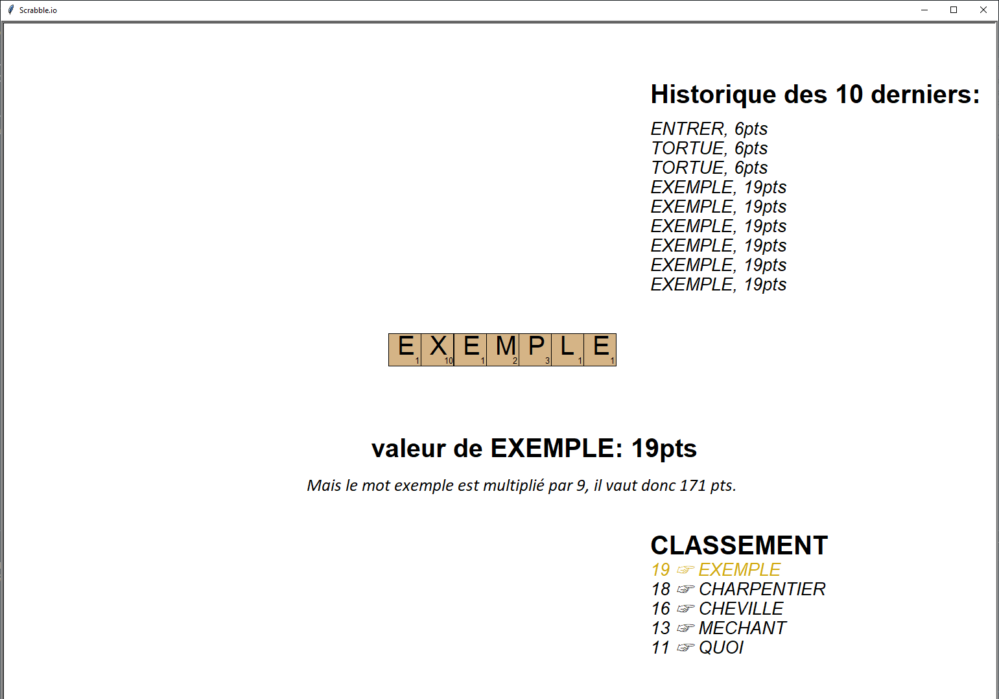 Scrabble.io
Historique des 10 derniers:
ENTRER, 6pts
TORTUE, 6pts
TORTUE, 6pts
EXEMPLE, 19pts
EXEMPLE, 19pts
EXEMPLE, 19pts
EXEMPLE, 19pts
EXEMPLE, 19pts
EXEMPLE, 19pts
E X E M P L E
1 10 1 2 3 1 1
valeur de EXEMPLE: 19pts
Mais le mot exemple est multiplié par 9, il vaut donc 171 pts.
CLASSEMENT
19 ☞ EXEMPLE
18 ☞ CHARPENTIER
16 ☞ CHEVILLE
13 ☞ MECHANT
11 ☞ QUOI